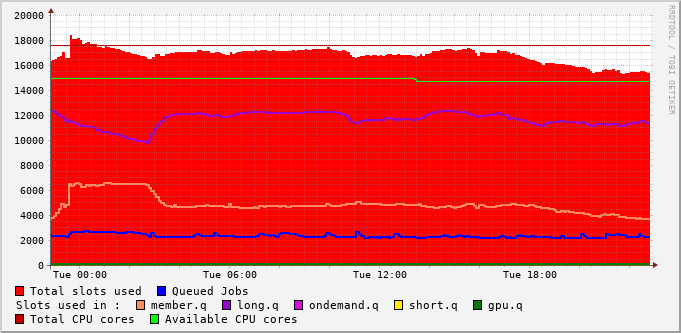 20000
18000
16000
14000
12000
10000
8000
6000
4000
2000
0
Tue 00:00 Tue 06:00 Tue 12:00 Tue 18:00
RRDTOOL / TOBI OETIKER
Total slots used Queued Jobs
Slots used in : member.q long.q ondemand.q short.q gpu.q
Total CPU cores Available CPU cores